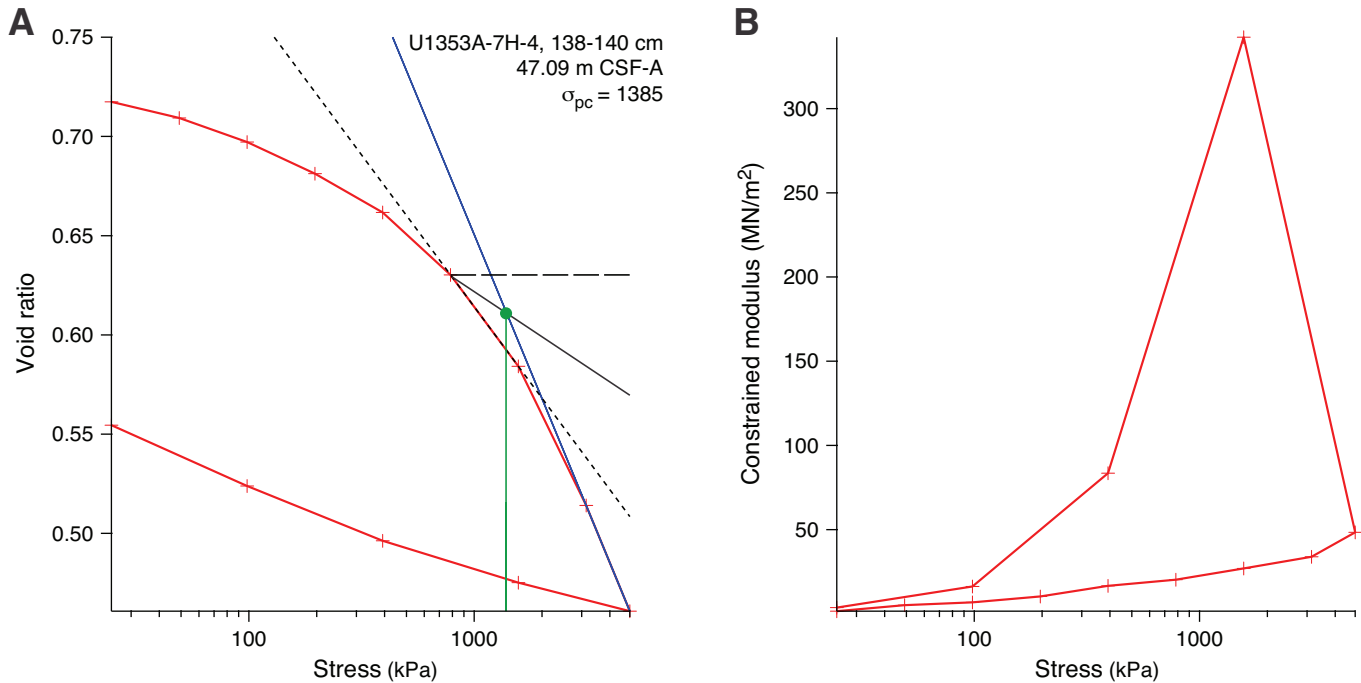 A
U1353A-7H-4, 138-140 cm
47.09 m CSF-A
σpc = 1385
0.75
0.70
0.65
0.60
0.55
0.50
Void ratio
100
1000
Stress (kPa)
B
300
250
200
150
100
50
Constrained modulus (MN/m²)
100
1000
Stress (kPa)